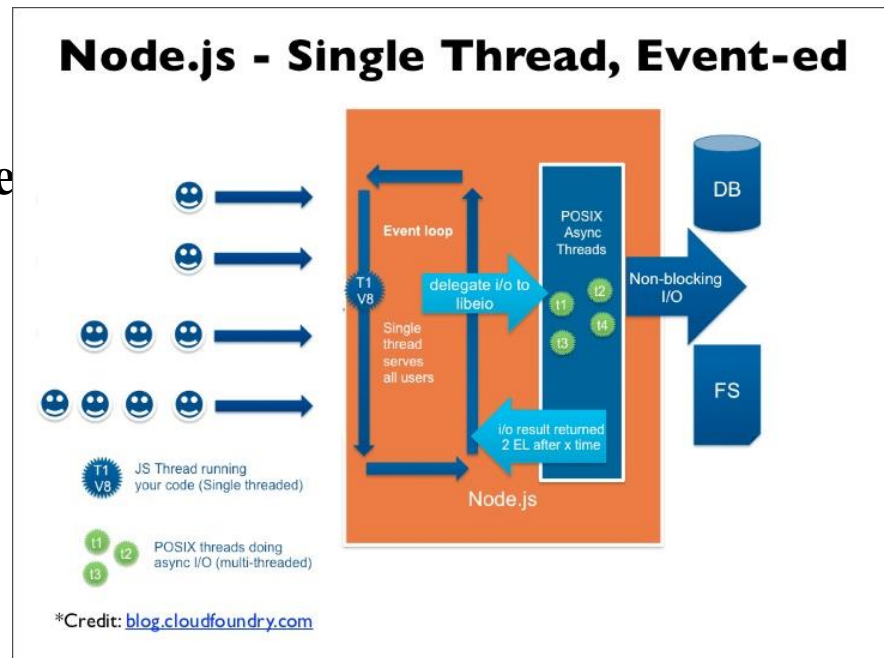 Node.js - Single Thread, Event-ed
e
DB
POSIX
Async
Threads
Event loop
T1
V8
delegate i/o to
libeio
t1
t2
t3
t4
Non-blocking
I/O
Single
thread
serves
all users
FS
i/o result returned
2 EL after x time
Node.js
T1
V8
JS Thread running
your code (Single threaded)
t1
t2
t3
POSIX threads doing
async I/O (multi-threaded)
*Credit: blog.cloudfoundry.com